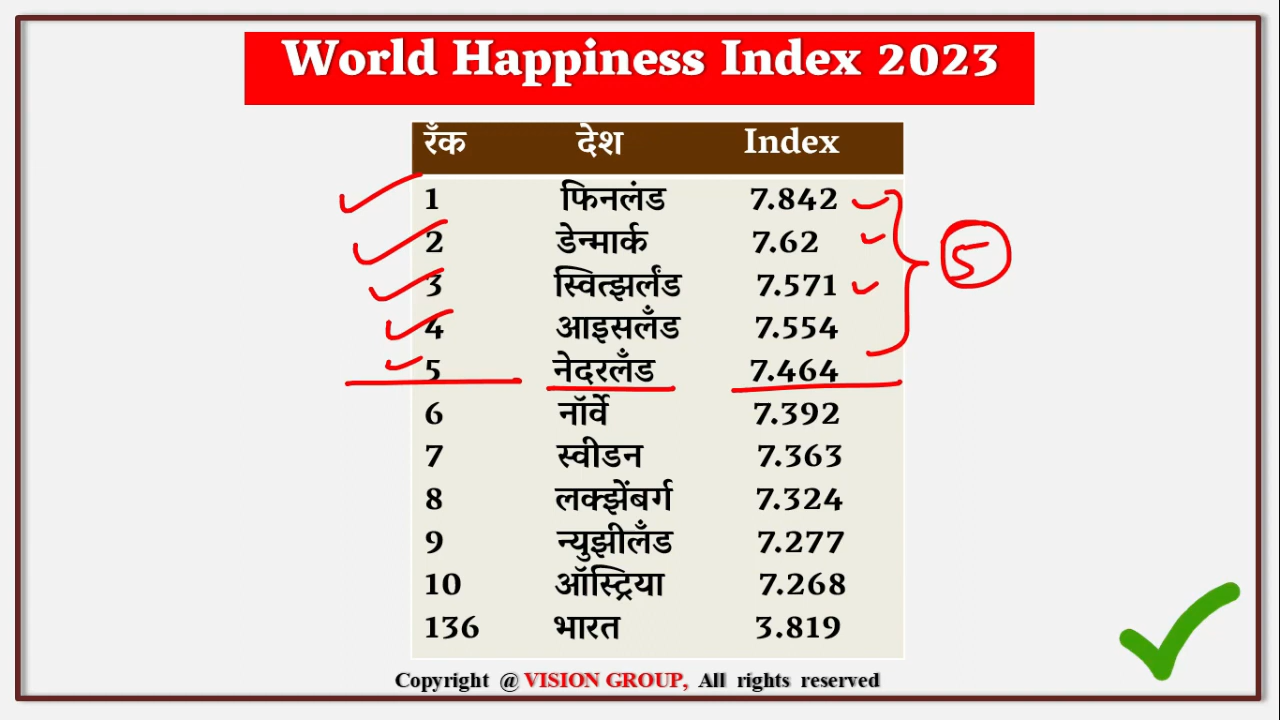 World Happiness Index 2023
रँक देश Index
1 फिनलंड 7.842
2 डेन्मार्क 7.62
3 स्वित्झर्लंड 7.571
4 आइसलँड 7.554
5 नेदरलँड 7.464
6 नॉर्वे 7.392
7 स्वीडन 7.363
8 लक्झेंबर्ग 7.324
9 न्युझीलँड 7.277
10 ऑस्ट्रिया 7.268
136 भारत 3.819
5
Copyright @ VISION GROUP, All rights reserved